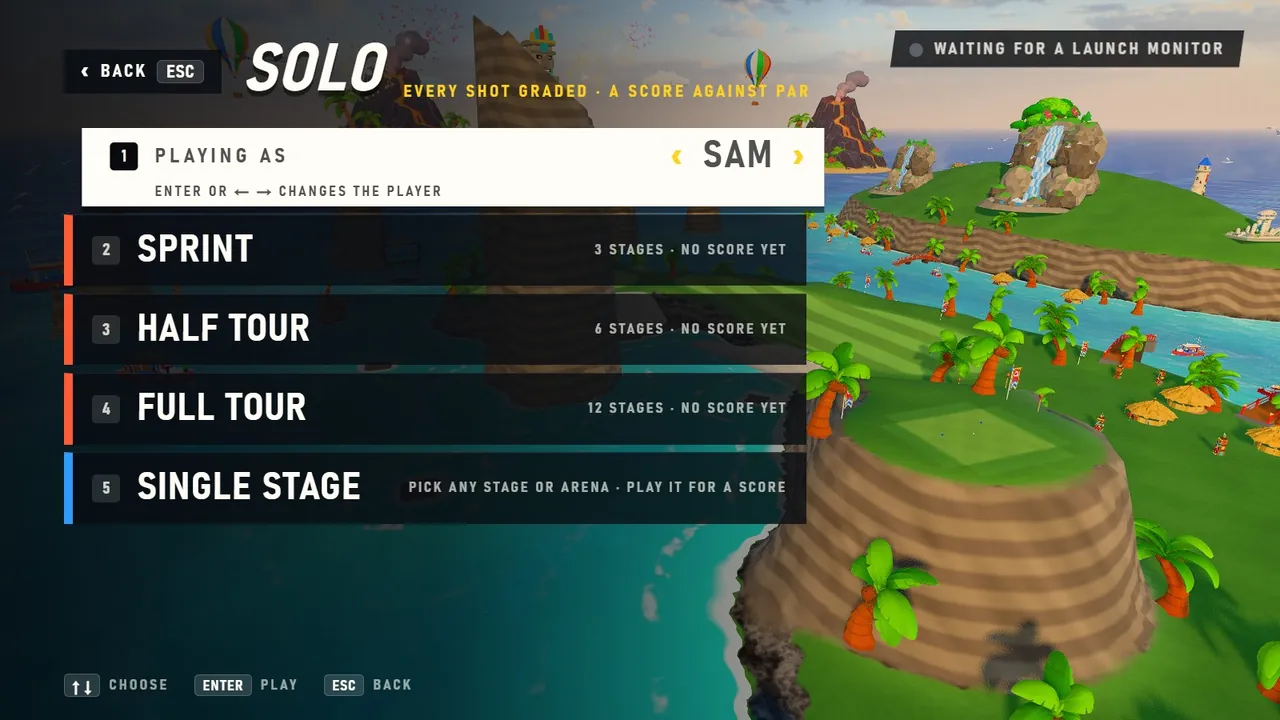 ‹ BACK ESC
SOLO
EVERY SHOT GRADED · A SCORE AGAINST PAR
WAITING FOR A LAUNCH MONITOR
1 PLAYING AS ‹ SAM ›
ENTER OR ← → CHANGES THE PLAYER
2 SPRINT 3 STAGES · NO SCORE YET
3 HALF TOUR 6 STAGES · NO SCORE YET
4 FULL TOUR 12 STAGES · NO SCORE YET
5 SINGLE STAGE PICK ANY STAGE OR ARENA · PLAY IT FOR A SCORE
↑↓ CHOOSE ENTER PLAY ESC BACK